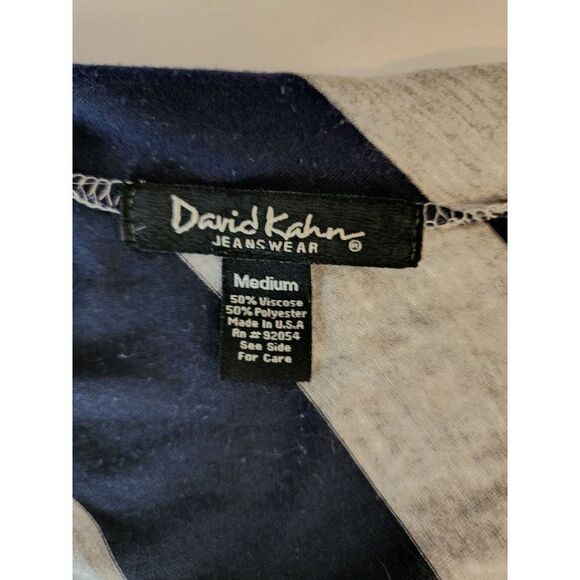 David Kahn
JEANSWEAR ®
Medium
50% Viscose
50% Polyester
Made In U.S.A
Rn # 92054
See Side
For Care